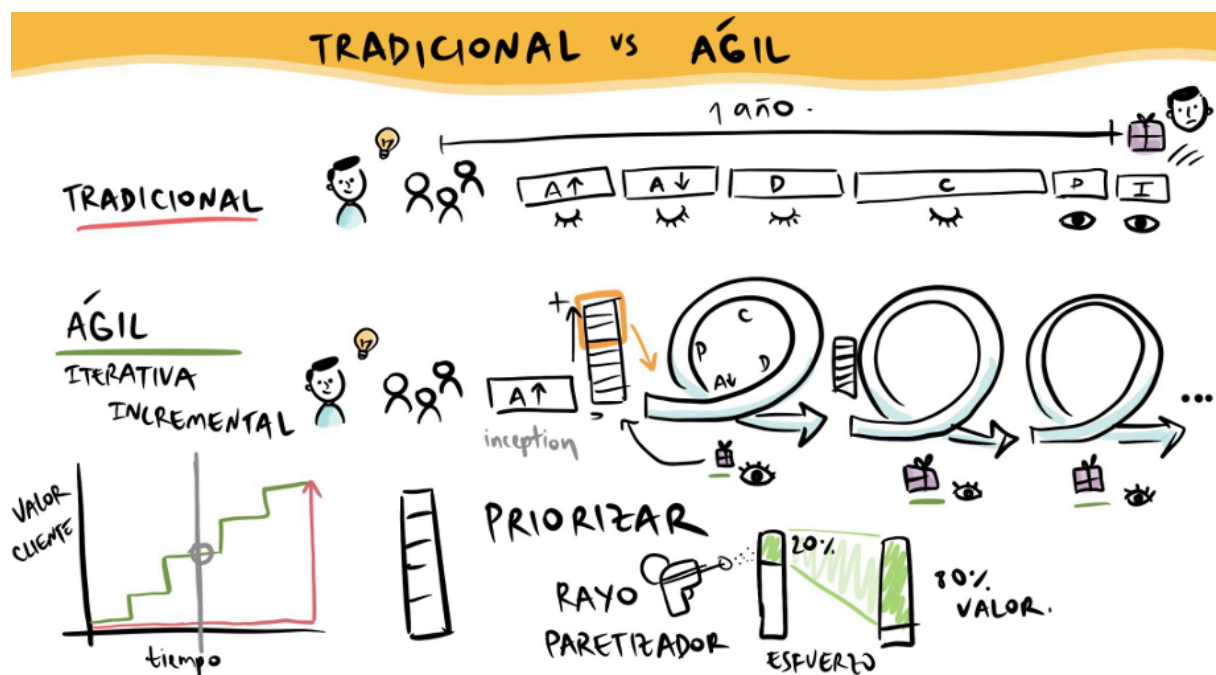 TRADICIONAL vs ÁGIL
1 año.
TRADICIONAL
A↑ A↓ D C P I
ÁGIL
ITERATIVA
INCREMENTAL
A↑
inception
+
-
C
P
D
A↓
...
VALOR
CLIENTE
tiempo
PRIORIZAR
RAYO
PARETIZADOR
20%
80%
VALOR.
ESFUERZO